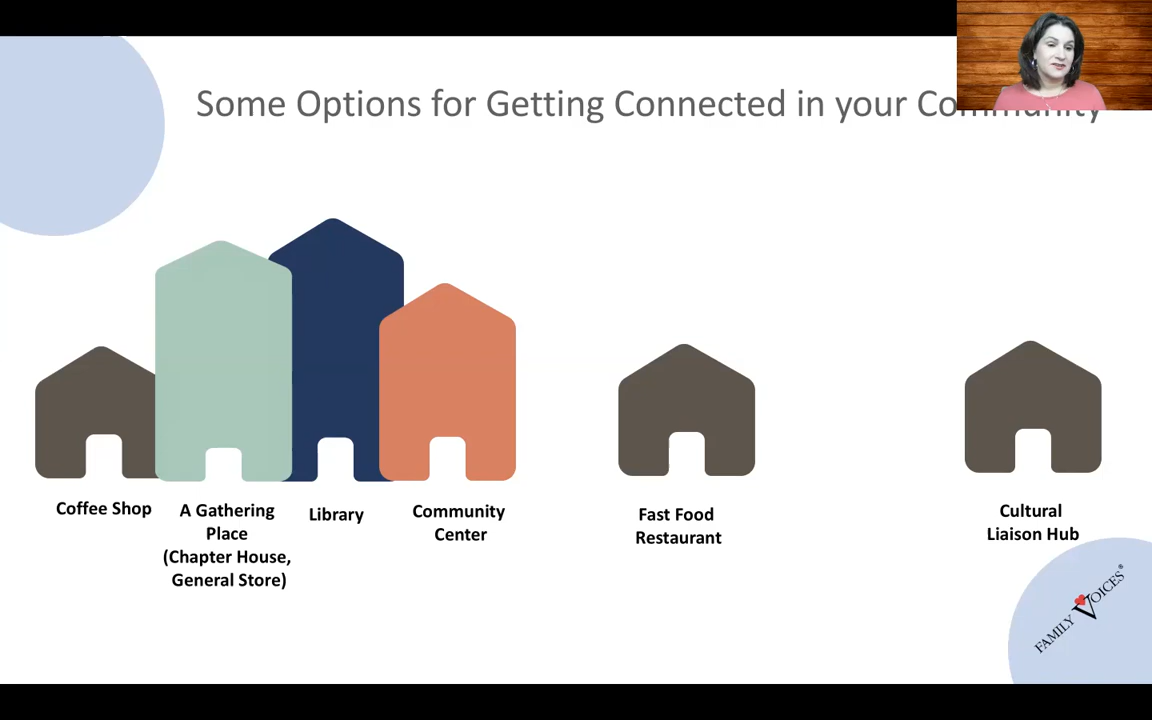 Some Options for Getting Connected in your Community
Coffee Shop
A Gathering
Place
(Chapter House,
General Store)
Library
Community
Center
Fast Food
Restaurant
Cultural
Liaison Hub
FAMILY VOICES®